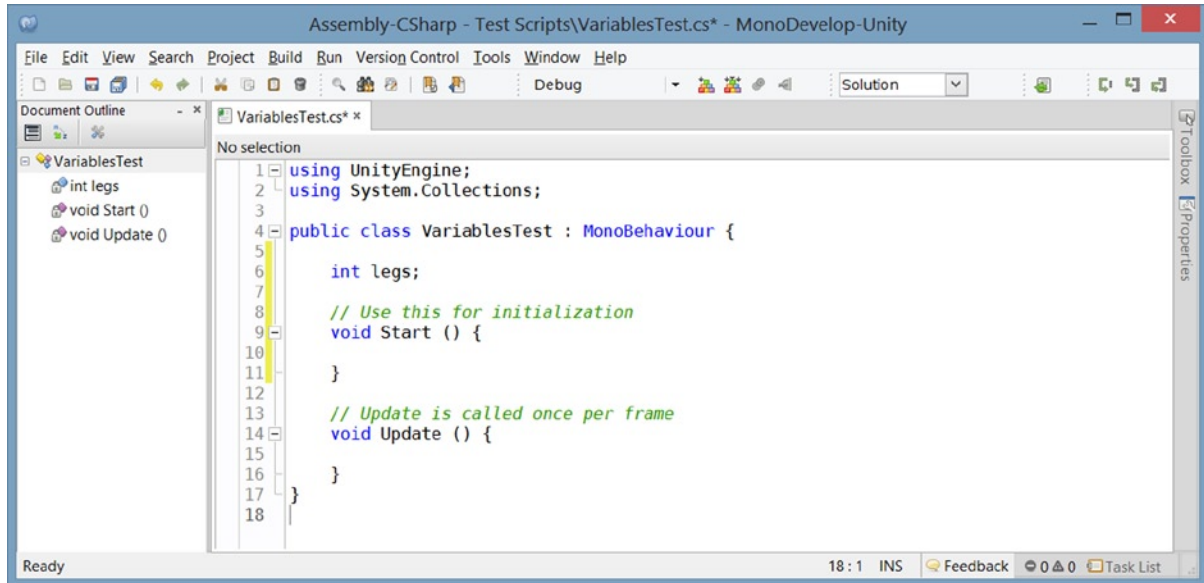 Assembly-CSharp - Test Scripts\VariablesTest.cs* - MonoDevelop-Unity
File Edit View Search Project Build Run Version Control Tools Window Help
Debug Solution
Document Outline
VariablesTest
int legs
void Start ()
void Update ()
VariablesTest.cs*
No selection
1 using UnityEngine;
2 using System.Collections;
3
4 public class VariablesTest : MonoBehaviour {
5
6 int legs;
7
8 // Use this for initialization
9 void Start () {
10
11 }
12
13 // Update is called once per frame
14 void Update () {
15
16 }
17 }
18
Toolbox
Properties
Ready 18 : 1 INS Feedback 0 0 Task List